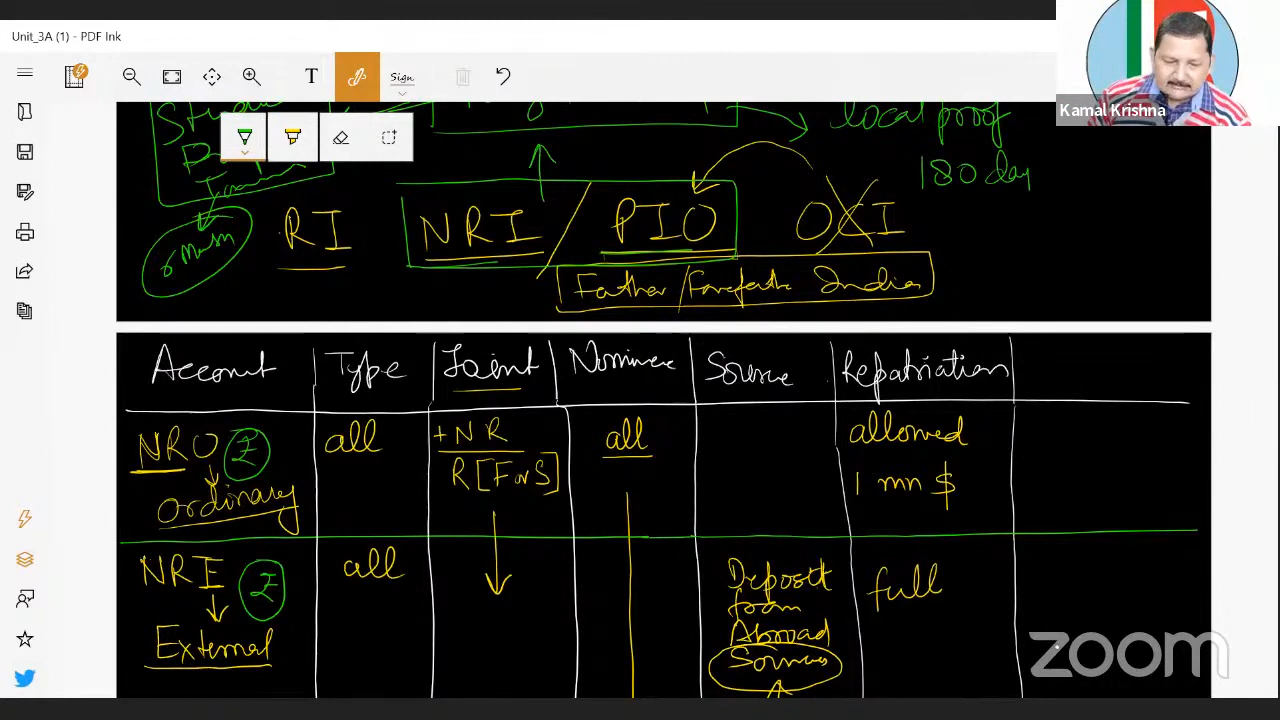 Unit_3A (1) - PDF Ink
T
Sign
Kamal Krishna
local proof
180 day
RI
NRI / PIO
OCI
6 Month
Father / Forefathe Indian
Account Type Joint Nominee Source Repatriation
NRO ₹ all + NR all allowed
R [F or S] 1 mn $
Ordinary
NRE ₹ all Deposit full
from
External Abroad
Sources
zoom